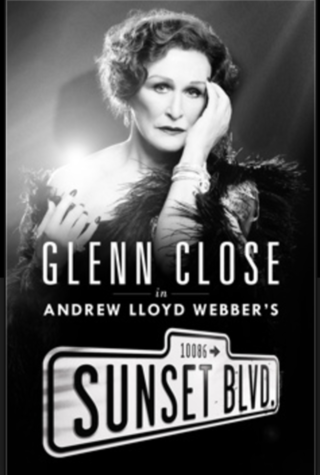 GLENN CLOSE
in
ANDREW LLOYD WEBBER'S
10086 →
SUNSET BLVD.